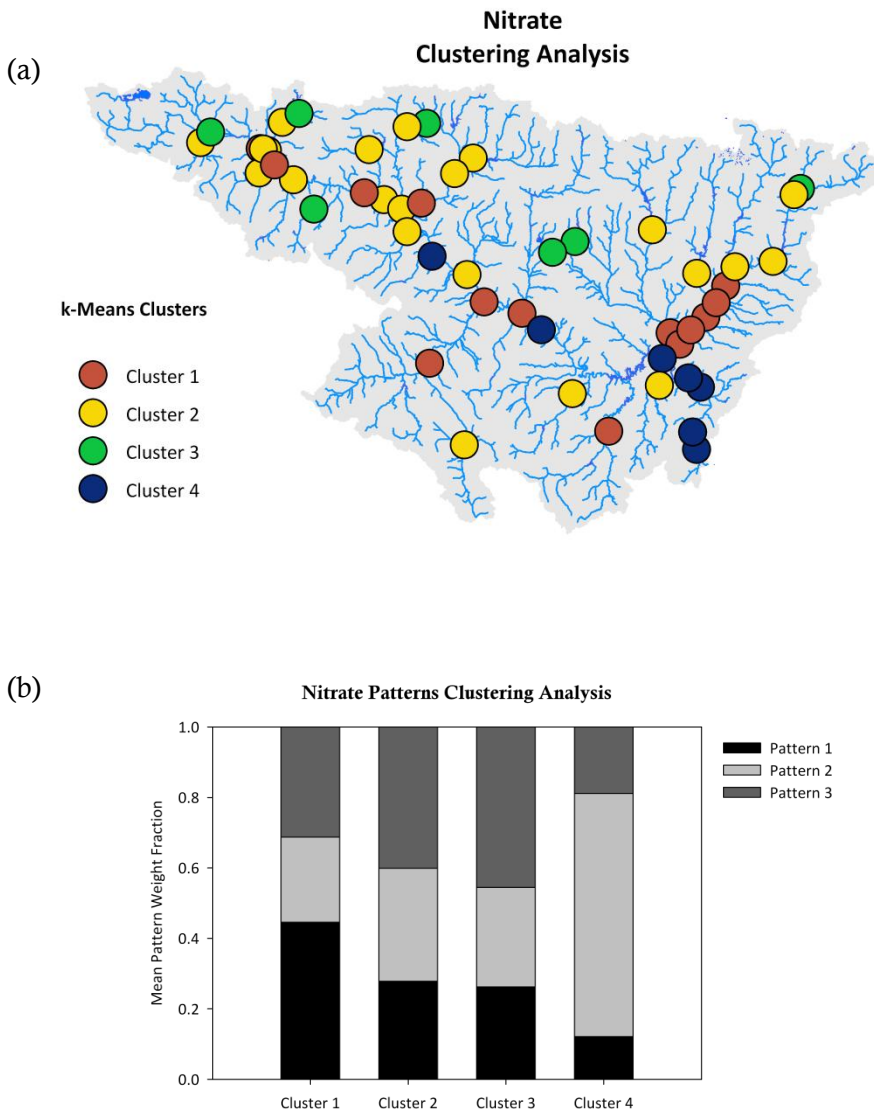 Nitrate
Clustering Analysis
(a)
k-Means Clusters
Cluster 1
Cluster 2
Cluster 3
Cluster 4
(b)
Nitrate Patterns Clustering Analysis
1.0
0.8
0.6
0.4
0.2
0.0
Mean Pattern Weight Fraction
Pattern 1
Pattern 2
Pattern 3
Cluster 1 Cluster 2 Cluster 3 Cluster 4